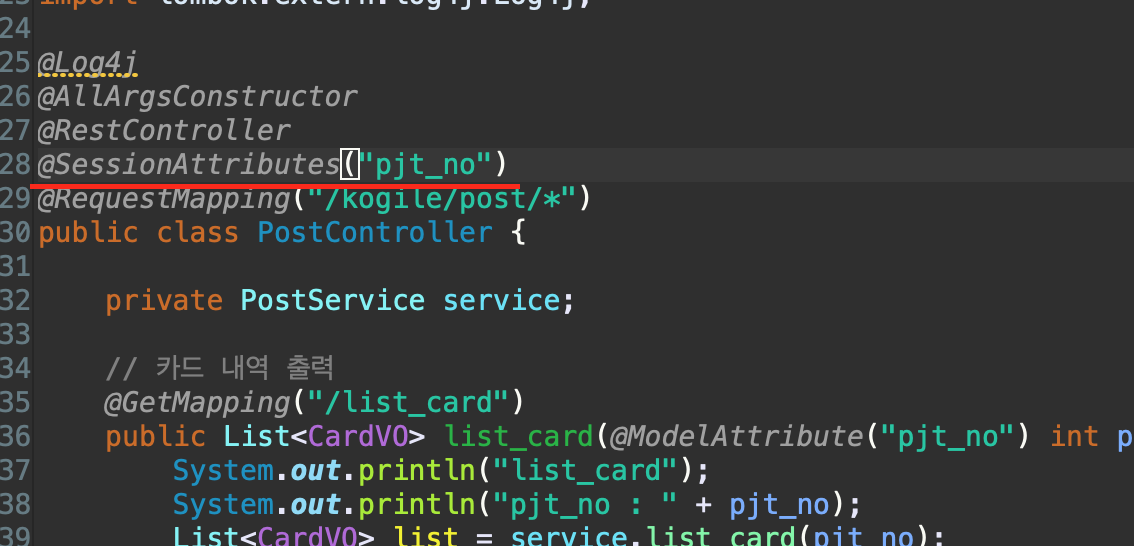 23 import lombok.extern.log4j.Log4j;
24
25 @Log4j
26 @AllArgsConstructor
27 @RestController
28 @SessionAttributes("pjt_no")
29 @RequestMapping("/kogile/post/*")
30 public class PostController {
31
32 private PostService service;
33
34 // 카드 내역 출력
35 @GetMapping("/list_card")
36 public List<CardVO> list_card(@ModelAttribute("pjt_no") int p
37 System.out.println("list_card");
38 System.out.println("pjt_no : " + pjt_no);
39 List<CardVO> list = service.list_card(pjt_no);